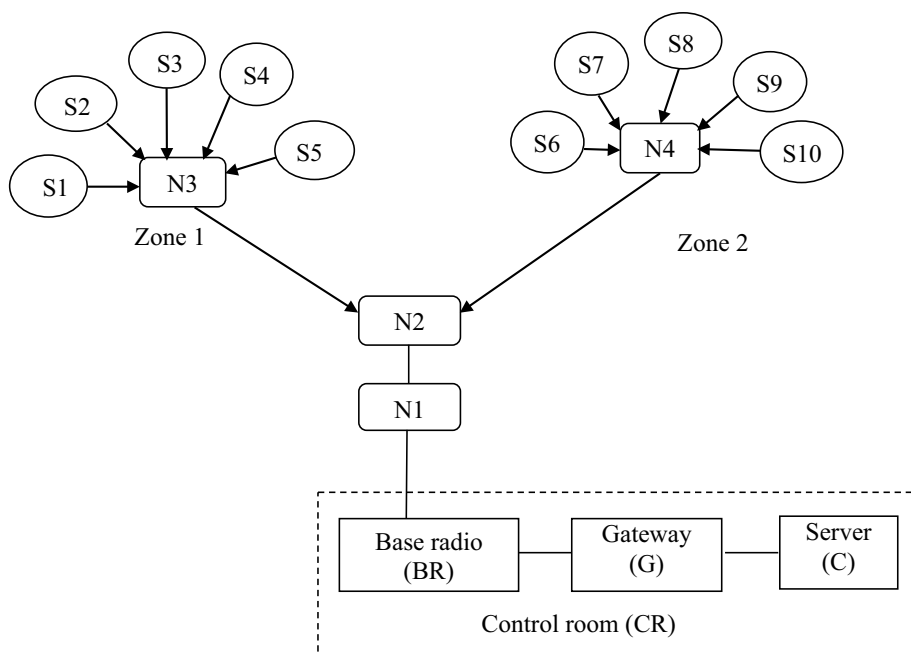 S3
S8
S4
S7
S2
S9
S5
S6
N4
S10
S1
N3
Zone 1
Zone 2
N2
N1
Base radio
(BR)
Gateway
(G)
Server
(C)
Control room (CR)